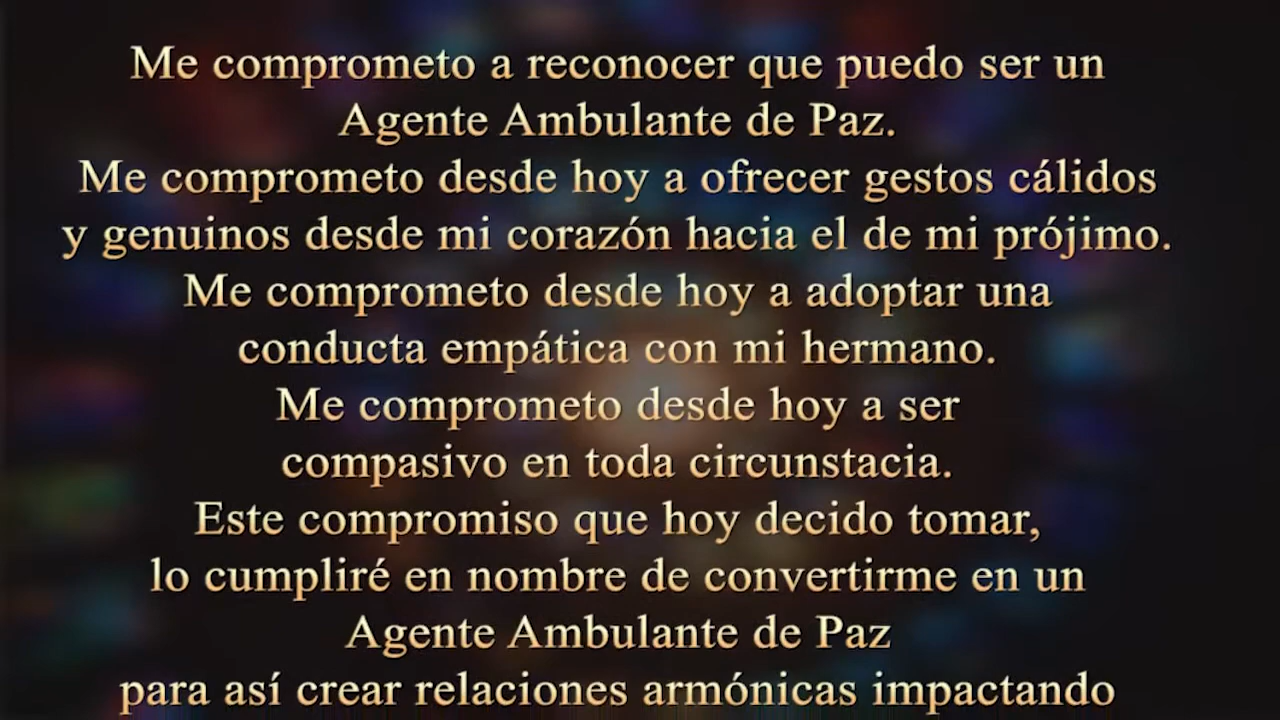 Me comprometo a reconocer que puedo ser un
Agente Ambulante de Paz.
Me comprometo desde hoy a ofrecer gestos cálidos
y genuinos desde mi corazón hacia el de mi prójimo.
Me comprometo desde hoy a adoptar una
conducta empática con mi hermano.
Me comprometo desde hoy a ser
compasivo en toda circunstacia.
Este compromiso que hoy decido tomar,
lo cumpliré en nombre de convertirme en un
Agente Ambulante de Paz
para así crear relaciones armónicas impactando